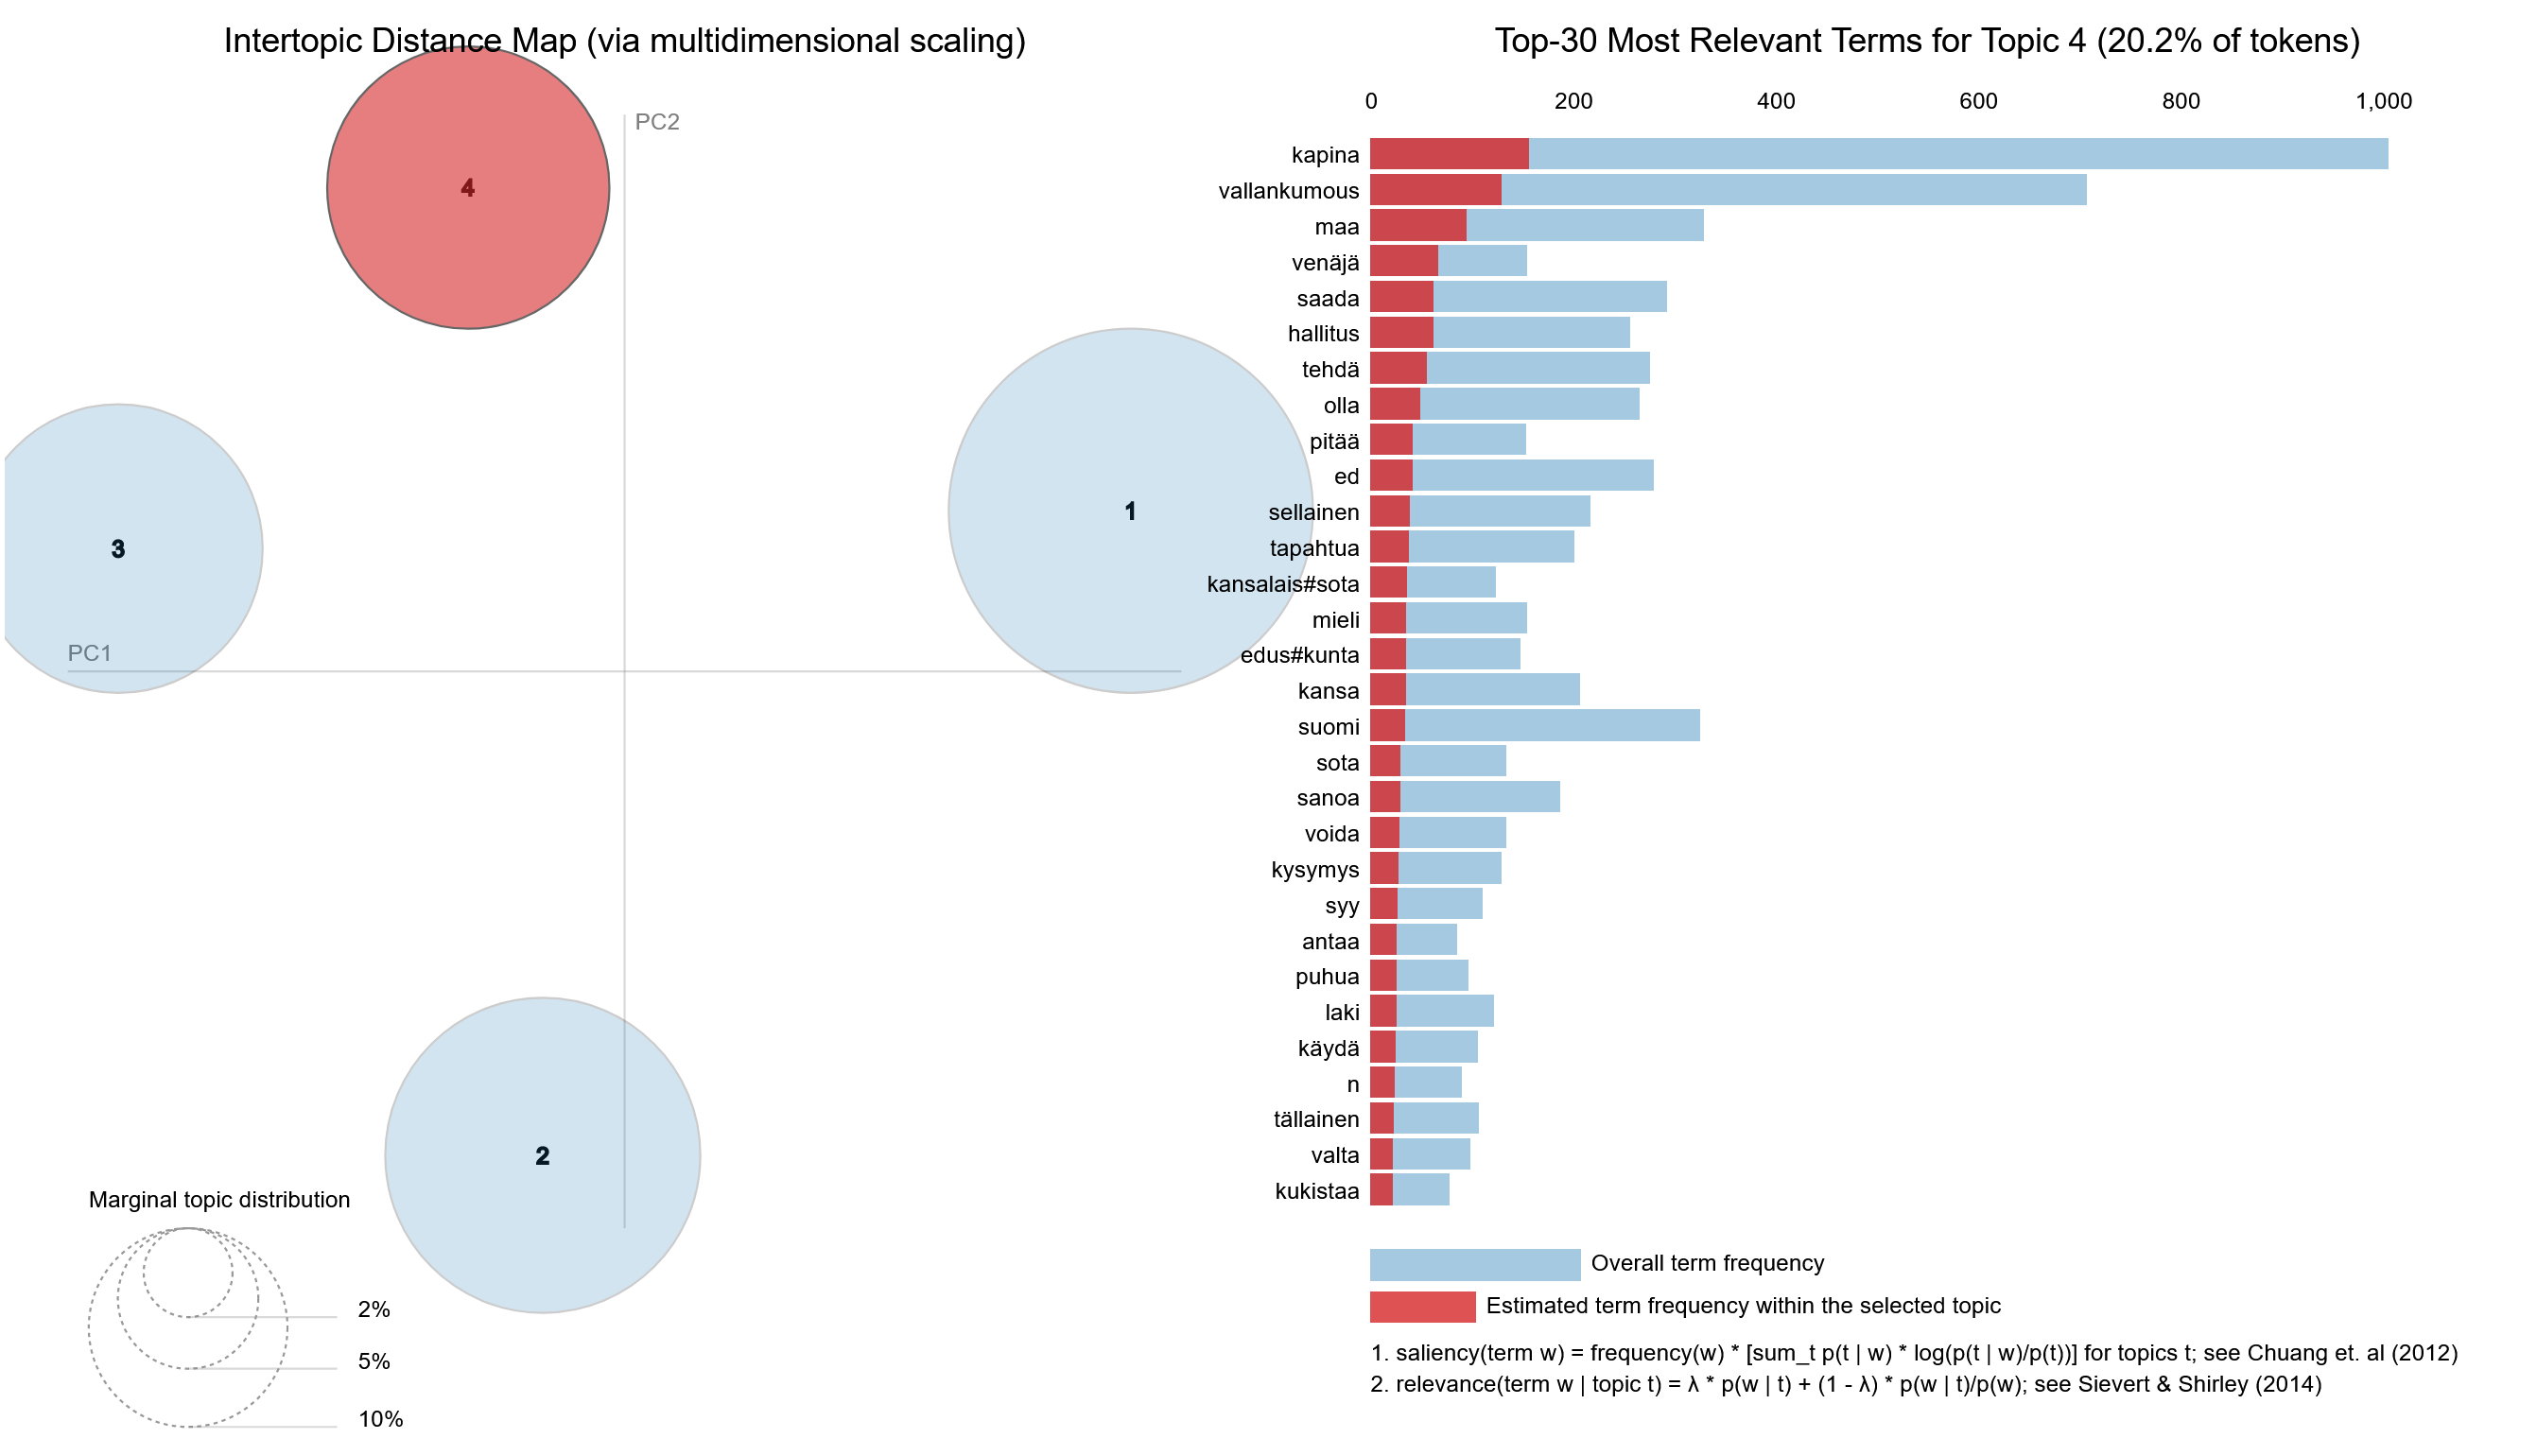 Intertopic Distance Map (via multidimensional scaling)
PC2
4
1
3
PC1
2
Marginal topic distribution
2%
5%
10%
Top-30 Most Relevant Terms for Topic 4 (20.2% of tokens)
0 200 400 600 800 1,000
kapina
vallankumous
maa
venäjä
saada
hallitus
tehdä
olla
pitää
ed
sellainen
tapahtua
kansalais#sota
mieli
edus#kunta
kansa
suomi
sota
sanoa
voida
kysymys
syy
antaa
puhua
laki
käydä
n
tällainen
valta
kukistaa
Overall term frequency
Estimated term frequency within the selected topic
1. saliency(term w) = frequency(w) * [sum_t p(t | w) * log(p(t | w)/p(t))] for topics t; see Chuang et. al (2012)
2. relevance(term w | topic t) = λ * p(w | t) + (1 - λ) * p(w | t)/p(w); see Sievert & Shirley (2014)